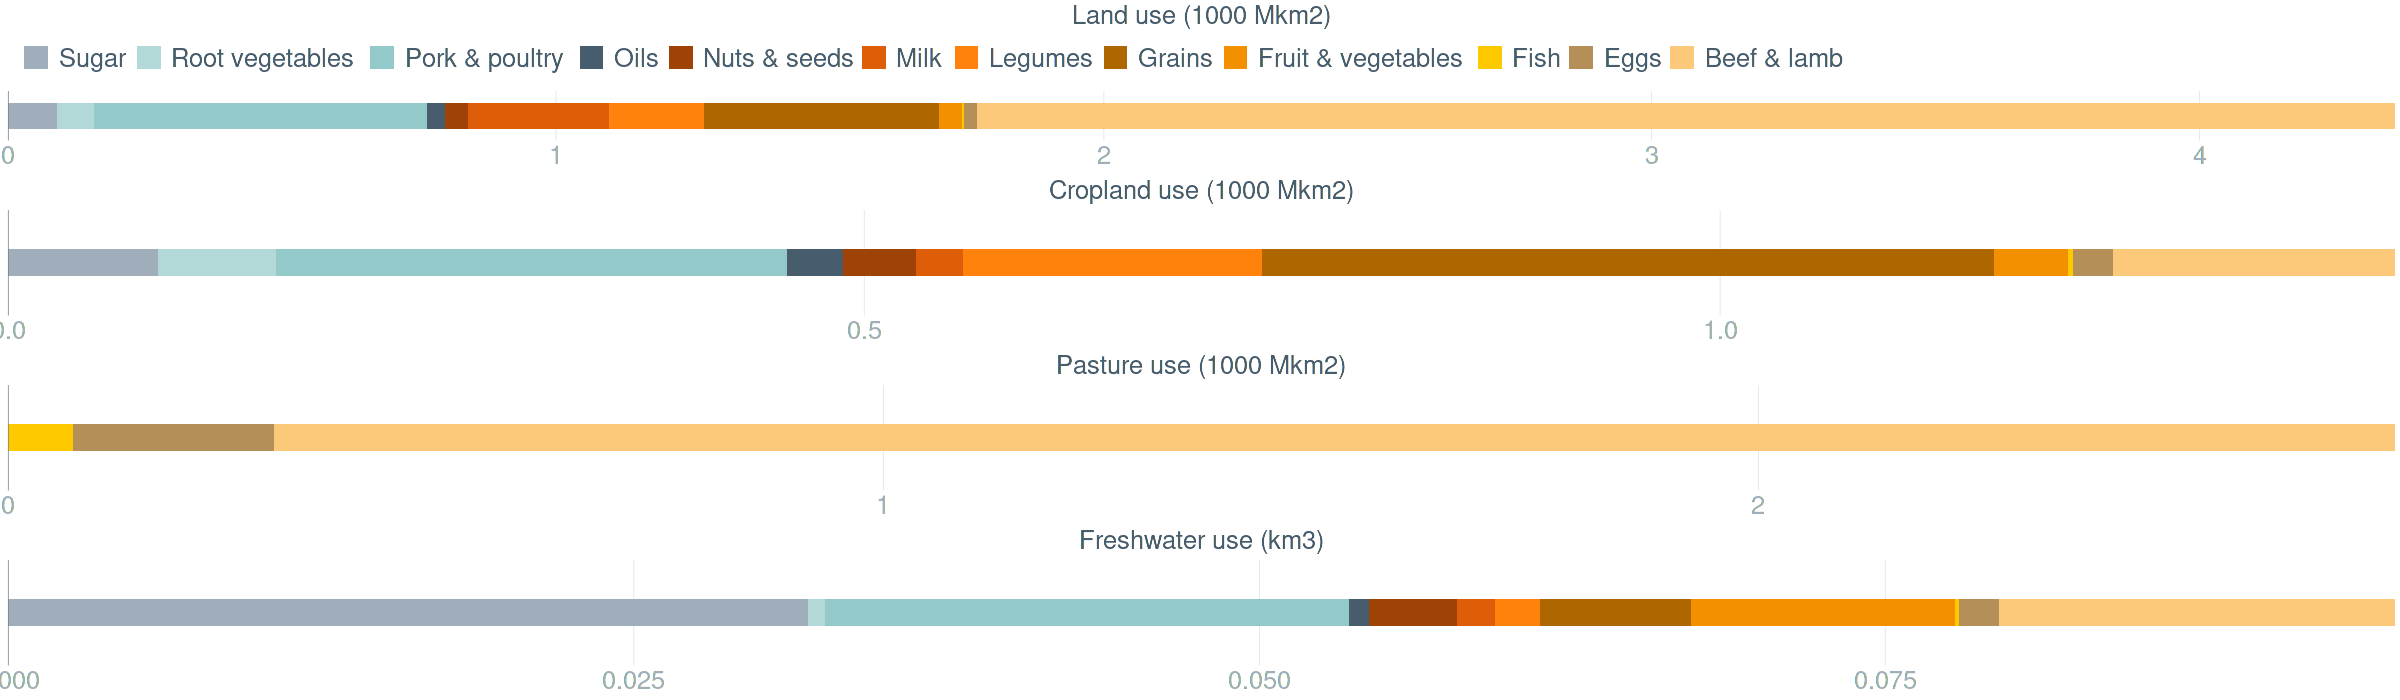 Land use (1000 Mkm2)
Sugar Root vegetables Pork & poultry Oils Nuts & seeds Milk Legumes Grains Fruit & vegetables Fish Eggs Beef & lamb
0 1 2 3 4
Cropland use (1000 Mkm2)
0.0 0.5 1.0
Pasture use (1000 Mkm2)
0 1 2
Freshwater use (km3)
000 0.025 0.050 0.075